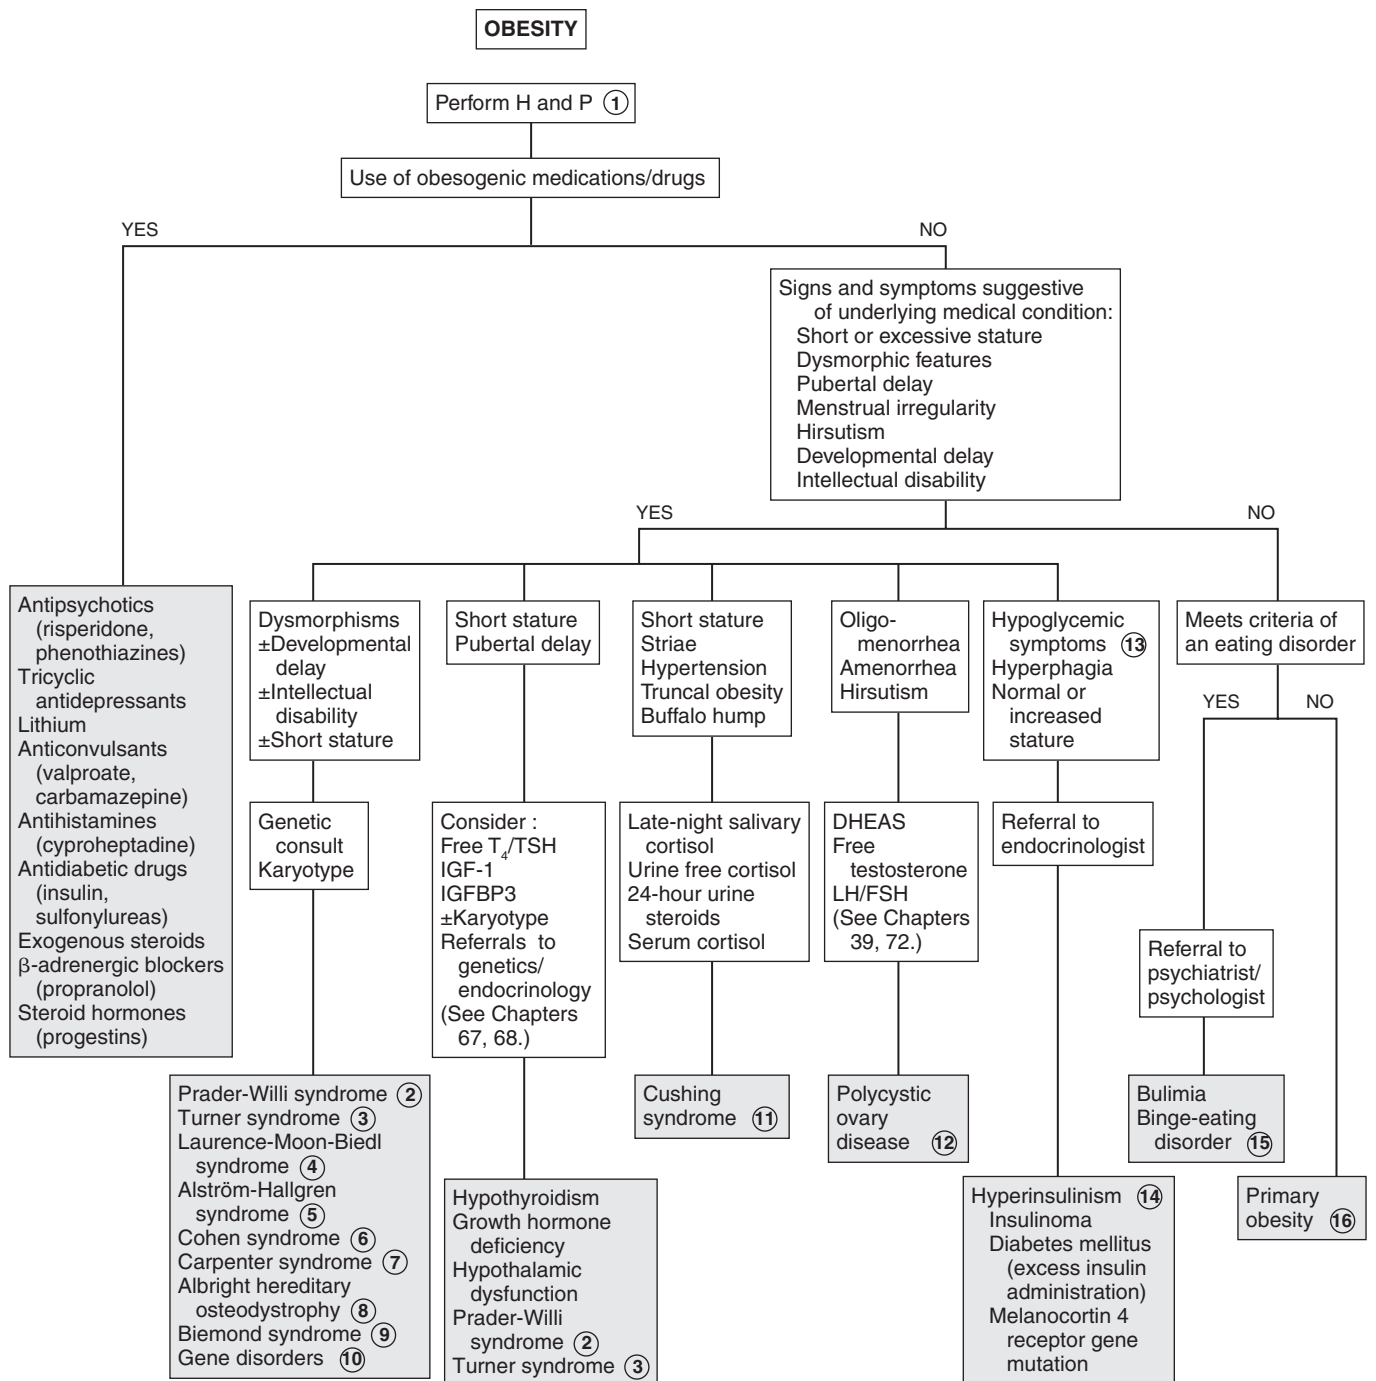 OBESITY
Perform H and P 1
Use of obesogenic medications/drugs
YES
NO
Signs and symptoms suggestive
of underlying medical condition:
Short or excessive stature
Dysmorphic features
Pubertal delay
Menstrual irregularity
Hirsutism
Developmental delay
Intellectual disability
YES
NO
Antipsychotics
(risperidone,
phenothiazines)
Tricyclic
antidepressants
Lithium
Anticonvulsants
(valproate,
carbamazepine)
Antihistamines
(cyproheptadine)
Antidiabetic drugs
(insulin,
sulfonylureas)
Exogenous steroids
β-adrenergic blockers
(propranolol)
Steroid hormones
(progestins)
Dysmorphisms
±Developmental
delay
±Intellectual
disability
±Short stature
Genetic
consult
Karyotype
Prader-Willi syndrome 2
Turner syndrome 3
Laurence-Moon-Biedl
syndrome 4
Alström-Hallgren
syndrome 5
Cohen syndrome 6
Carpenter syndrome 7
Albright hereditary
osteodystrophy 8
Biemond syndrome 9
Gene disorders 10
Short stature
Pubertal delay
Consider :
Free T4/TSH
IGF-1
IGFBP3
±Karyotype
Referrals to
genetics/
endocrinology
(See Chapters
67, 68.)
Hypothyroidism
Growth hormone
deficiency
Hypothalamic
dysfunction
Prader-Willi
syndrome 2
Turner syndrome 3
Short stature
Striae
Hypertension
Truncal obesity
Buffalo hump
Late-night salivary
cortisol
Urine free cortisol
24-hour urine
steroids
Serum cortisol
Cushing
syndrome 11
Oligo-
menorrhea
Amenorrhea
Hirsutism
DHEAS
Free
testosterone
LH/FSH
(See Chapters
39, 72.)
Polycystic
ovary
disease 12
Hypoglycemic
symptoms 13
Hyperphagia
Normal or
increased
stature
Referral to
endocrinologist
Hyperinsulinism 14
Insulinoma
Diabetes mellitus
(excess insulin
administration)
Melanocortin 4
receptor gene
mutation
Meets criteria of
an eating disorder
YES
NO
Referral to
psychiatrist/
psychologist
Bulimia
Binge-eating
disorder 15
Primary
obesity 16